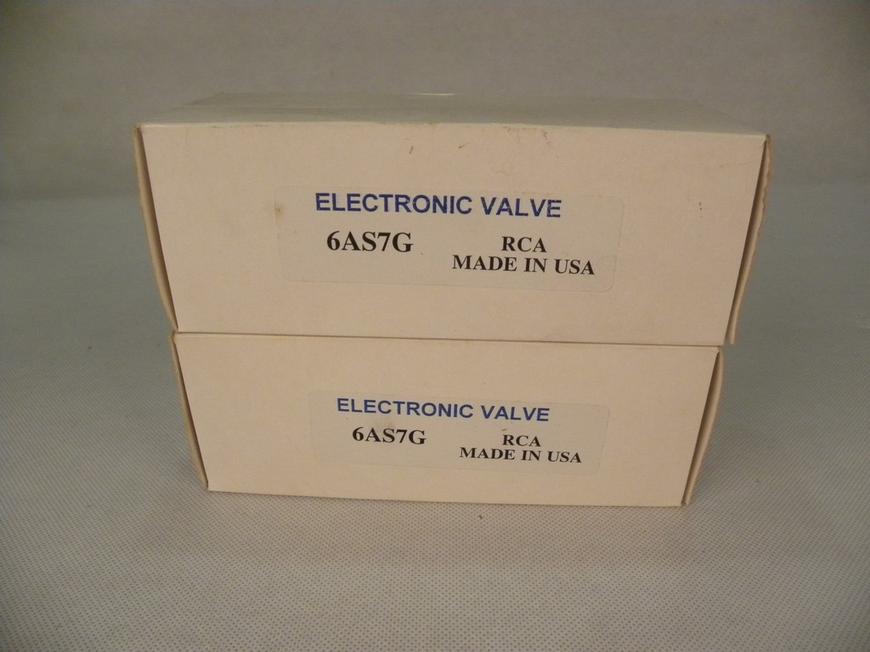 ELECTRONIC VALVE
6AS7G RCA
MADE IN USA
ELECTRONIC VALVE
6AS7G RCA
MADE IN USA